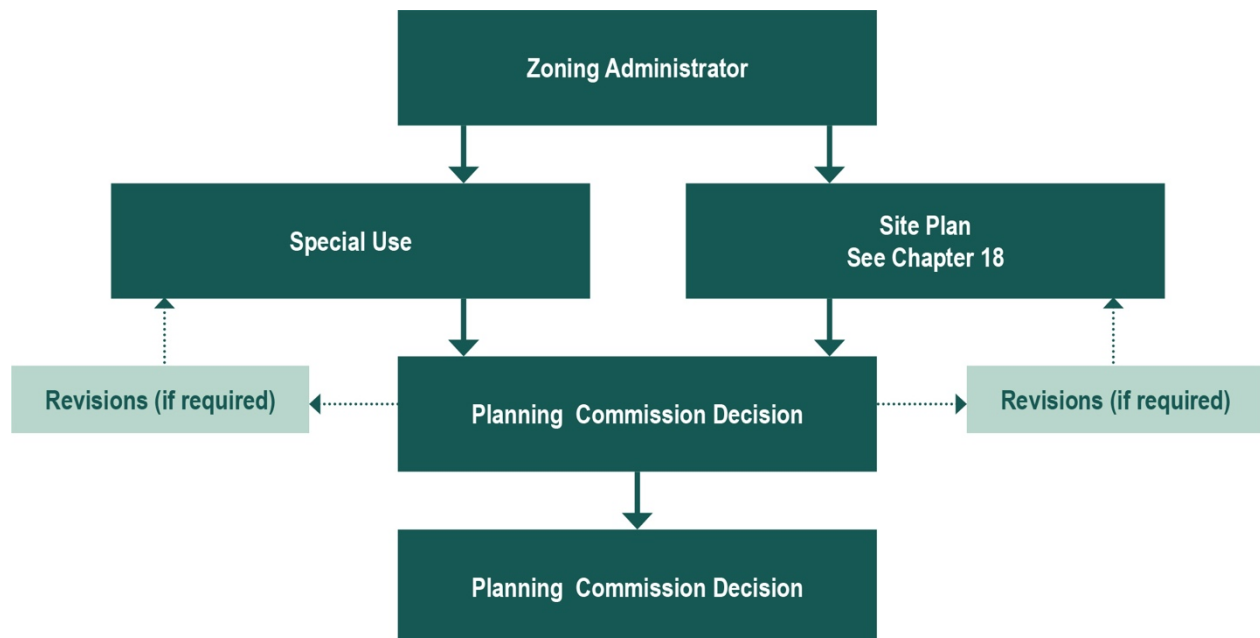 Zoning Administrator
Special Use
Site Plan
See Chapter 18
Revisions (if required)
Planning  Commission Decision
Revisions (if required)
Planning  Commission Decision